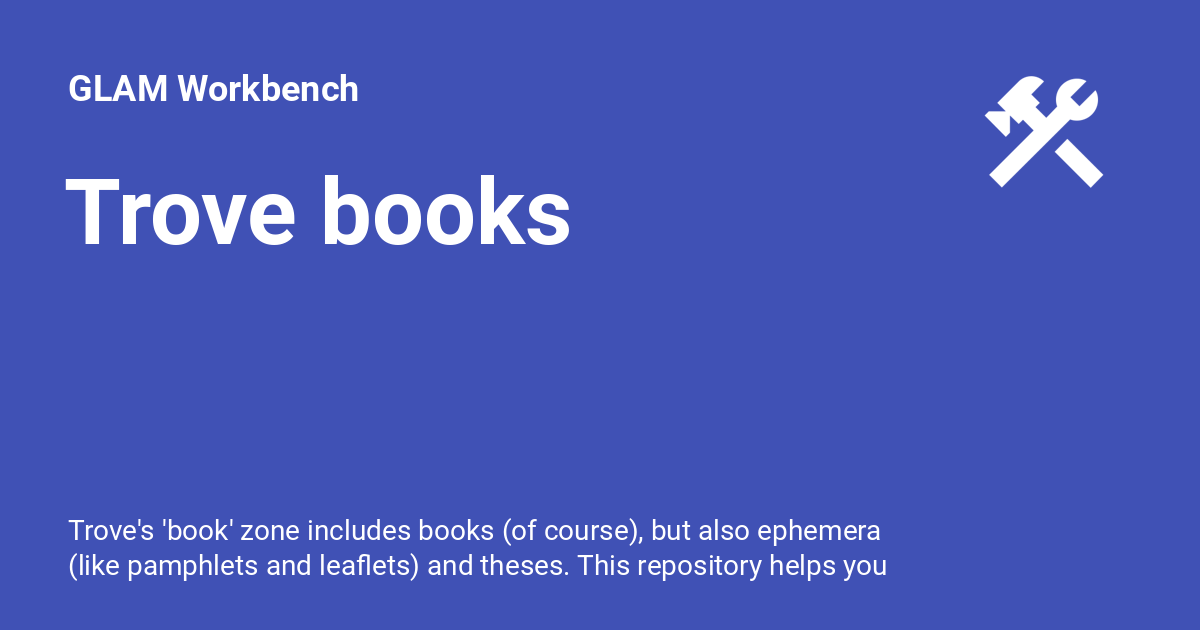 GLAM Workbench
Trove books
Trove's 'book' zone includes books (of course), but also ephemera
(like pamphlets and leaflets) and theses. This repository helps you